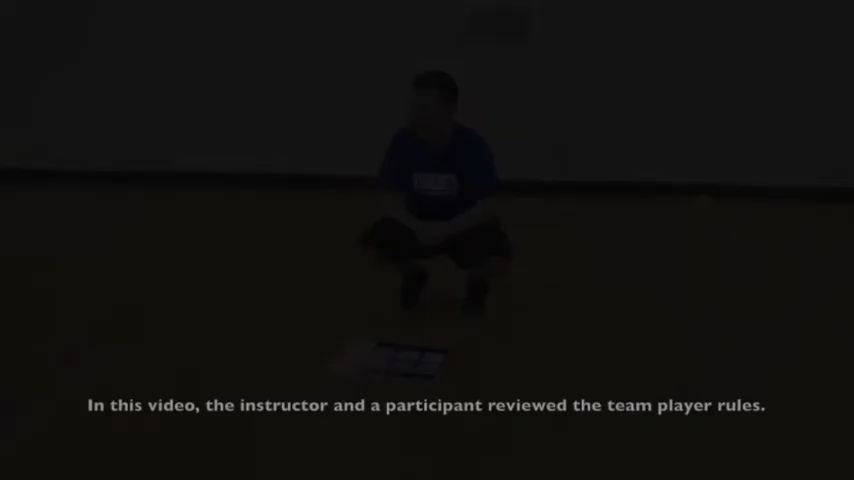 In this video, the instructor and a participant reviewed the team player rules.